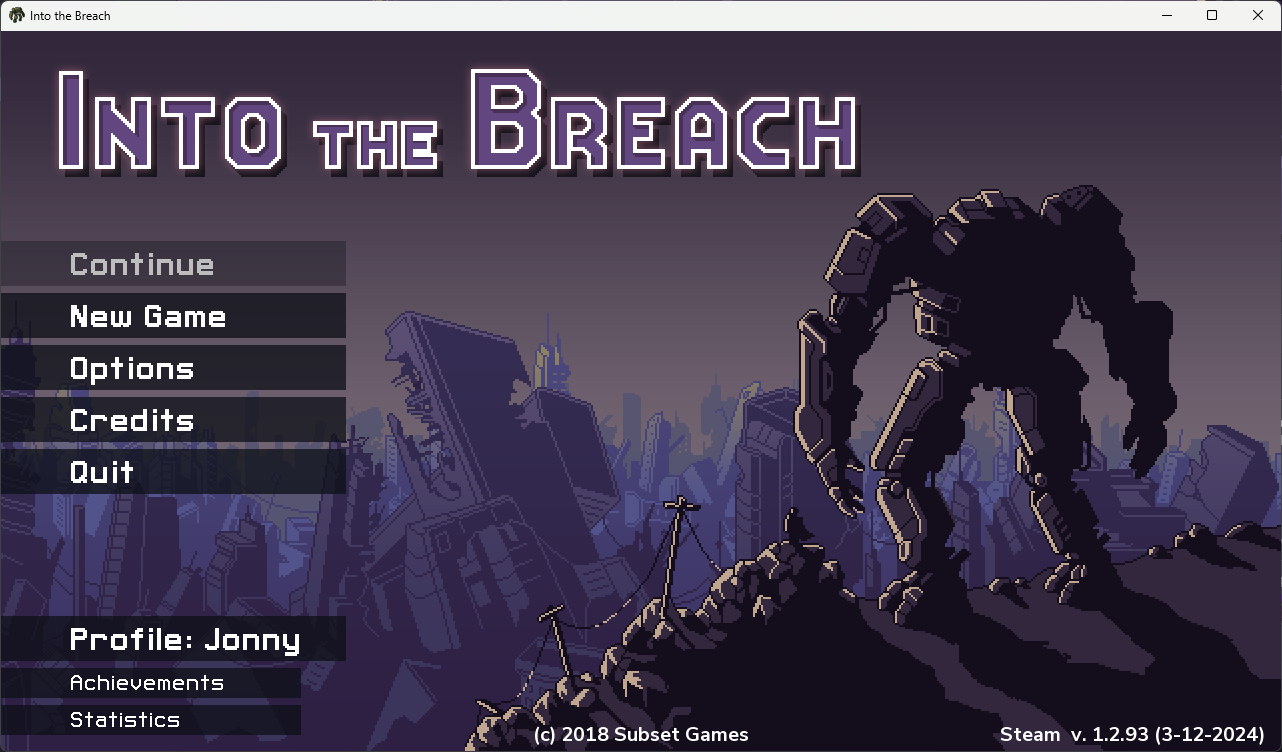 Into the Breach
INTO THE BREACH
Continue
New Game
Options
Credits
Quit
Profile: Jonny
Achievements
Statistics
(c) 2018 Subset Games
Steam v. 1.2.93 (3-12-2024)